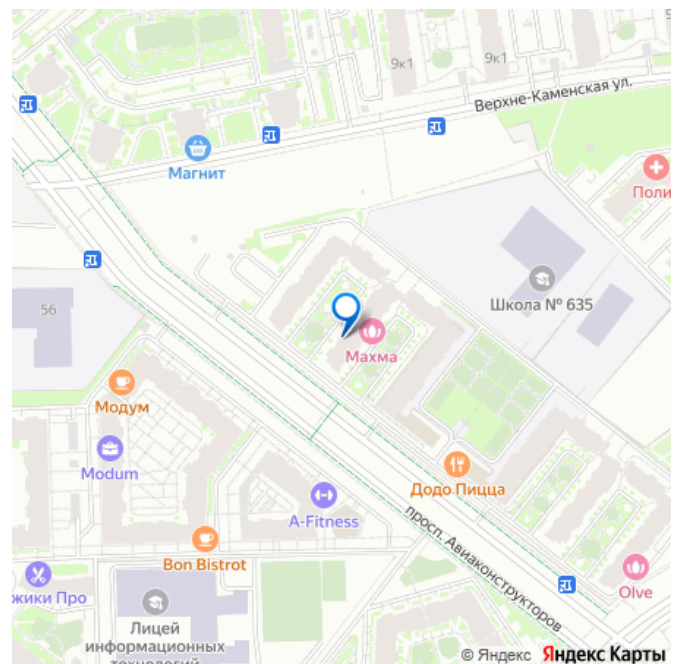 9к1
9к1
Верхне-Каменская ул.
Магнит
Поли
Школа № 635
56
Махма
Модум
Modum
Додо Пицца
A-Fitness
просп. Авиаконструкторов
Bon Bistrot
Olve
жики Про
Лицей
информационных
технологий
© Яндекс Яндекс Карты